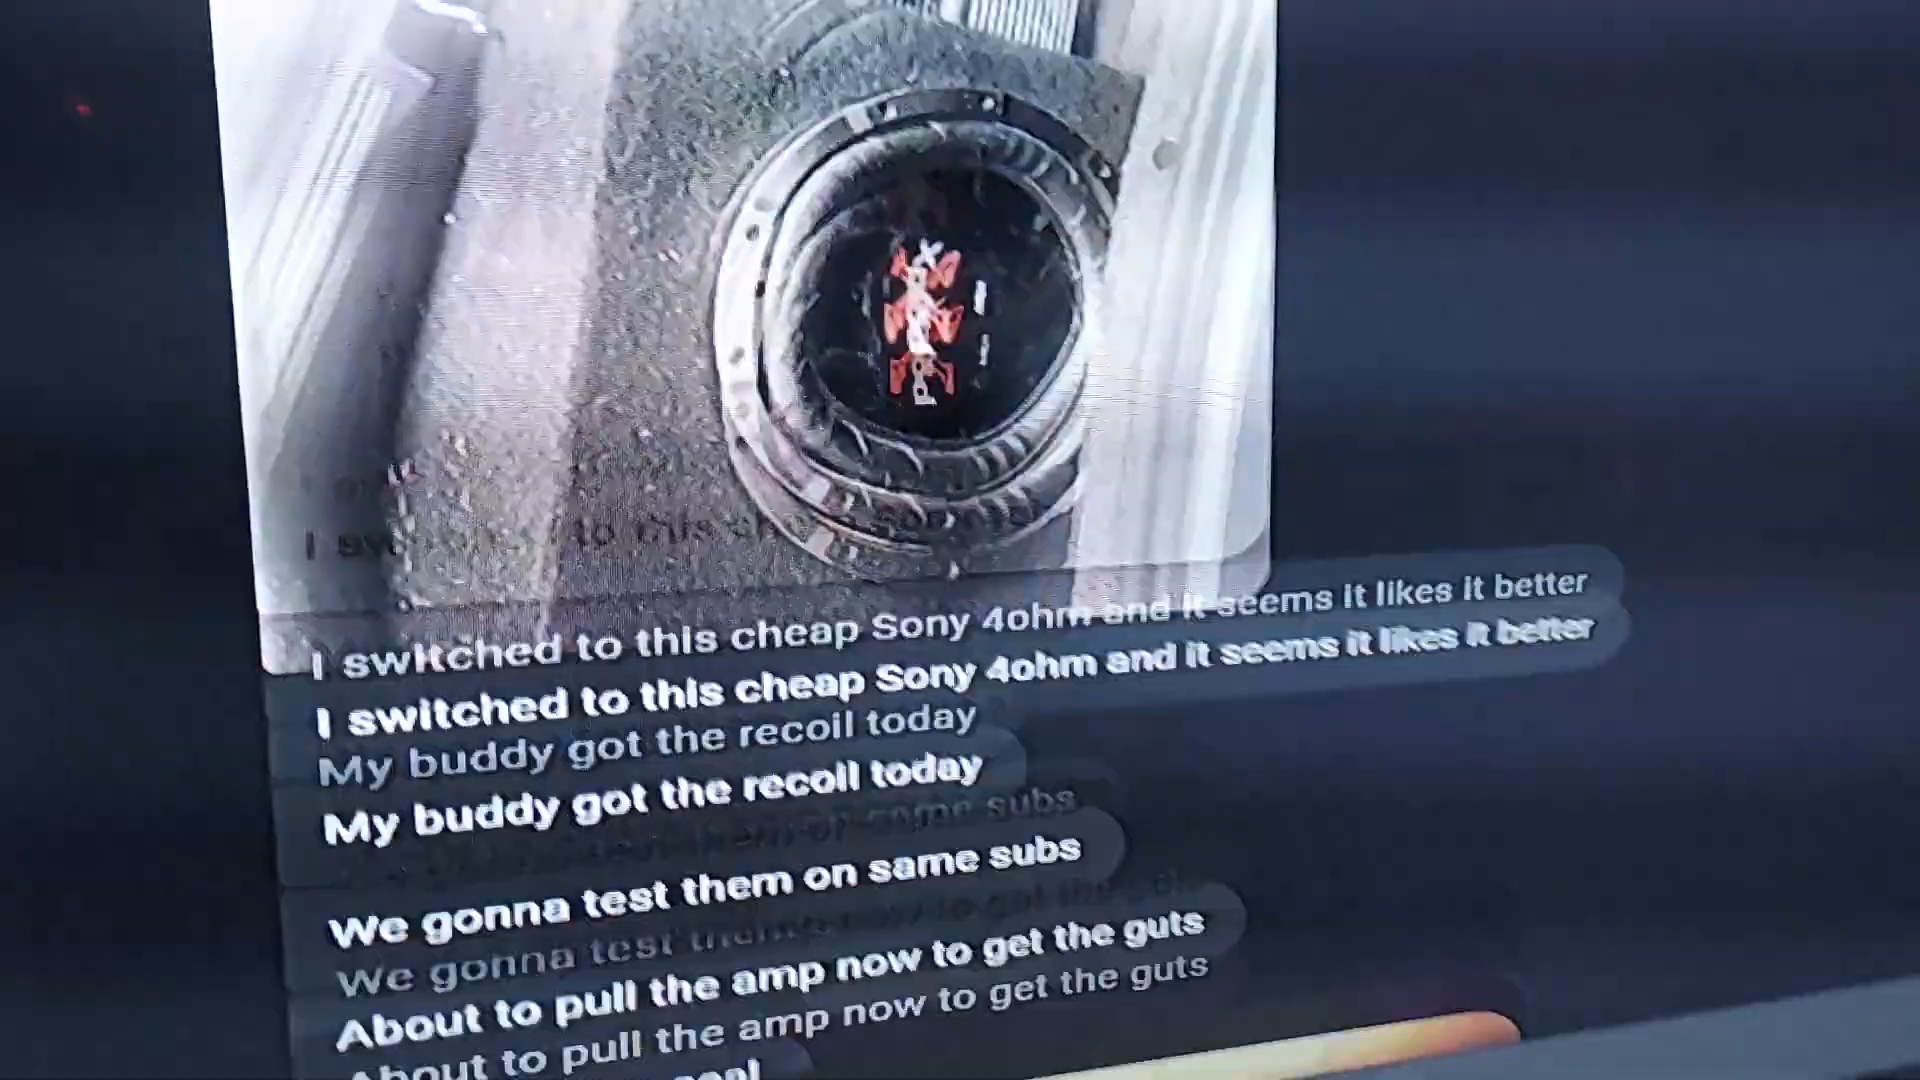 I switched to this cheap Sony 4ohm and it seems it likes it better
I switched to this cheap Sony 4ohm and it seems it likes it better
My buddy got the recoil today
My buddy got the recoil today
We gonna test them on same subs
We gonna test
About to pull the amp now to get the guts
About to pull the amp now to get the guts